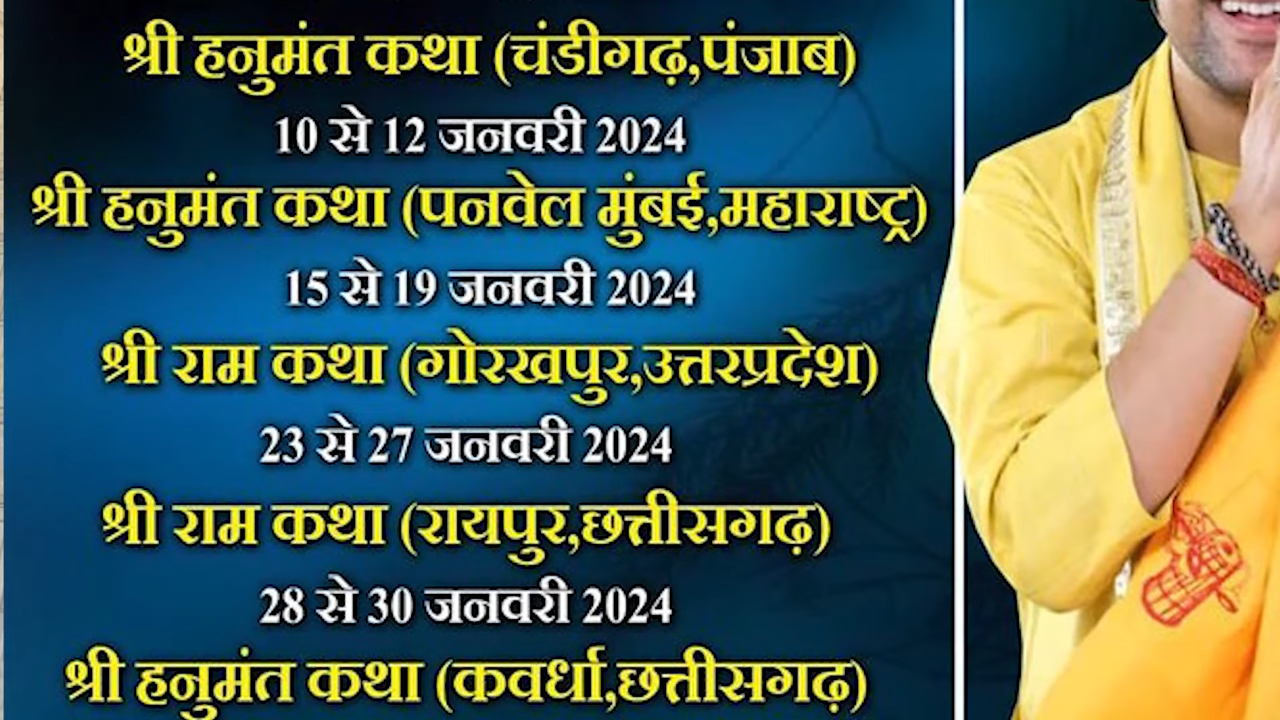 श्री हनुमंत कथा (चंडीगढ़,पंजाब)
10 से 12 जनवरी 2024
श्री हनुमंत कथा (पनवेल मुंबई,महाराष्ट्र)
15 से 19 जनवरी 2024
श्री राम कथा (गोरखपुर,उत्तरप्रदेश)
23 से 27 जनवरी 2024
श्री राम कथा (रायपुर,छत्तीसगढ़)
28 से 30 जनवरी 2024
श्री हनुमंत कथा (कवर्धा,छत्तीसगढ़)